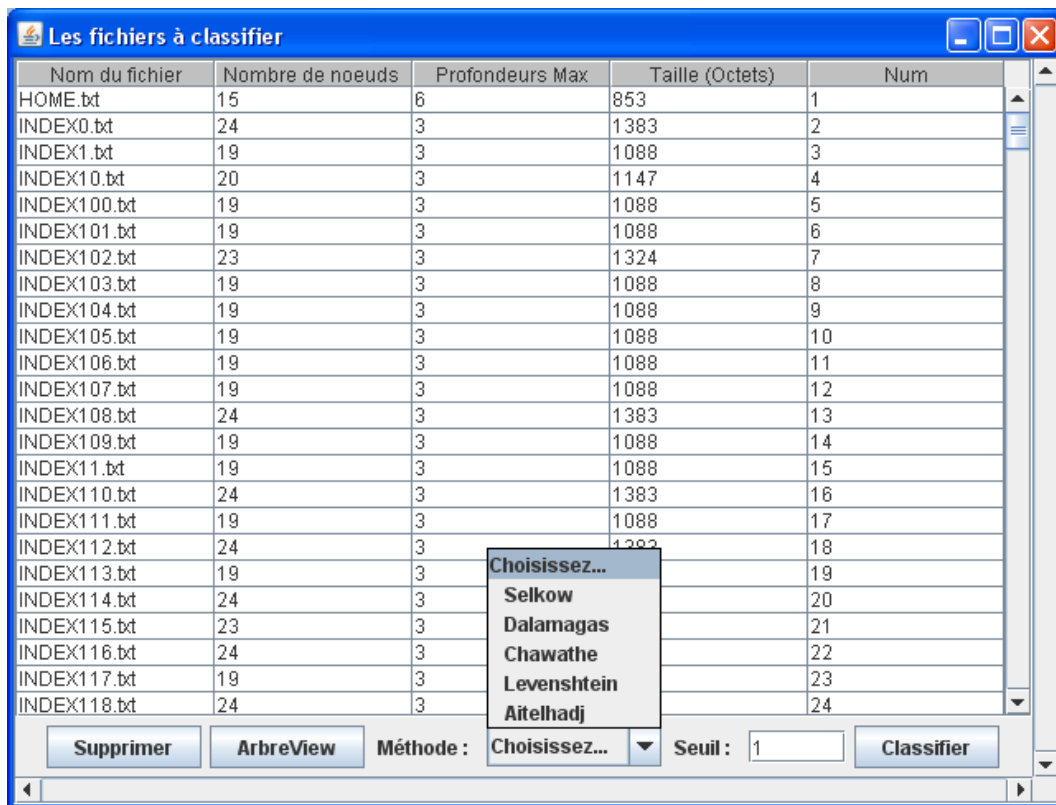 Les fichiers à classifier
Nom du fichier Nombre de noeuds Profondeurs Max Taille (Octets) Num
HOME.txt 15 6 853 1
INDEX0.txt 24 3 1383 2
INDEX1.txt 19 3 1088 3
INDEX10.txt 20 3 1147 4
INDEX100.txt 19 3 1088 5
INDEX101.txt 19 3 1088 6
INDEX102.txt 23 3 1324 7
INDEX103.txt 19 3 1088 8
INDEX104.txt 19 3 1088 9
INDEX105.txt 19 3 1088 10
INDEX106.txt 19 3 1088 11
INDEX107.txt 19 3 1088 12
INDEX108.txt 24 3 1383 13
INDEX109.txt 19 3 1088 14
INDEX11.txt 19 3 1088 15
INDEX110.txt 24 3 1383 16
INDEX111.txt 19 3 1088 17
INDEX112.txt 24 3 18
INDEX113.txt 19 3 19
INDEX114.txt 24 3 20
INDEX115.txt 23 3 21
INDEX116.txt 24 3 22
INDEX117.txt 19 3 23
INDEX118.txt 24 3 24
Choisissez...
Selkow
Dalamagas
Chawathe
Levenshtein
Aitelhadj
Supprimer ArbreView Méthode : Choisissez... Seuil : 1 Classifier